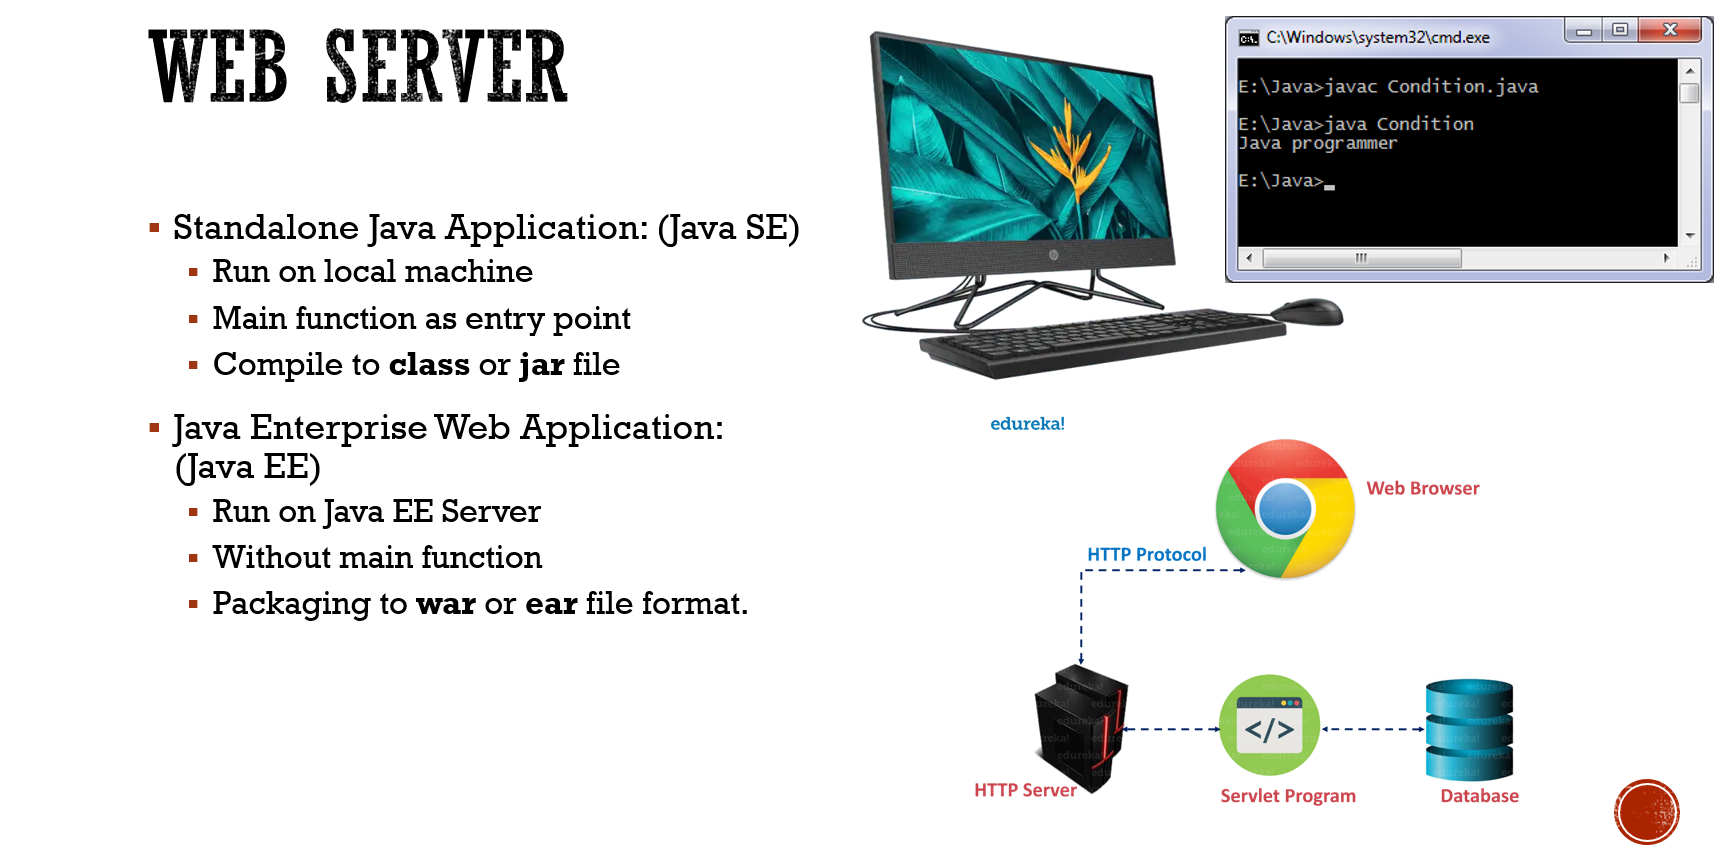 WEB SERVER
Standalone Java Application: (Java SE)
Run on local machine
Main function as entry point
Compile to class or jar file
Java Enterprise Web Application:
(Java EE)
Run on Java EE Server
Without main function
Packaging to war or ear file format.
C:\Windows\system32\cmd.exe
E:\Java>javac Condition.java
E:\Java>java Condition
Java programmer
E:\Java>
edureka!
Web Browser
HTTP Protocol
HTTP Server
Servlet Program
Database